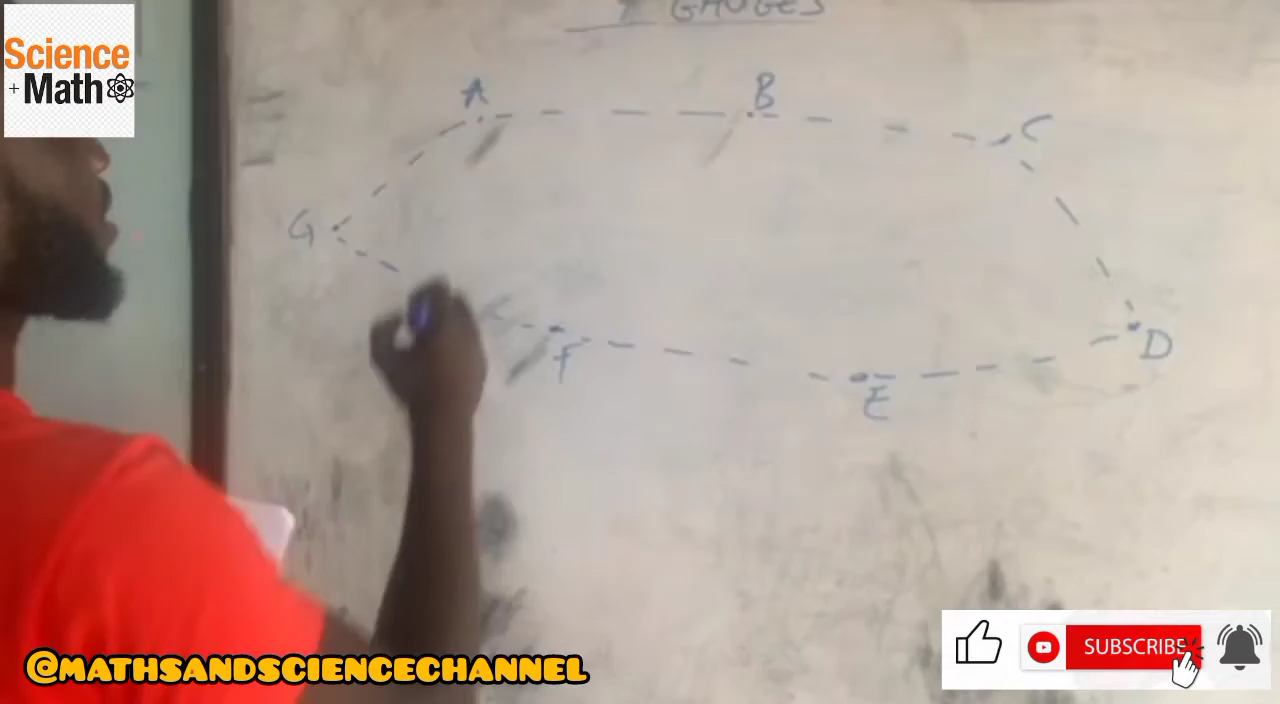 Science
+ Math
GAUGES
A
B
C
G
D
F
E
SUBSCRIBE
@MATHSANDSCIENCECHANNEL